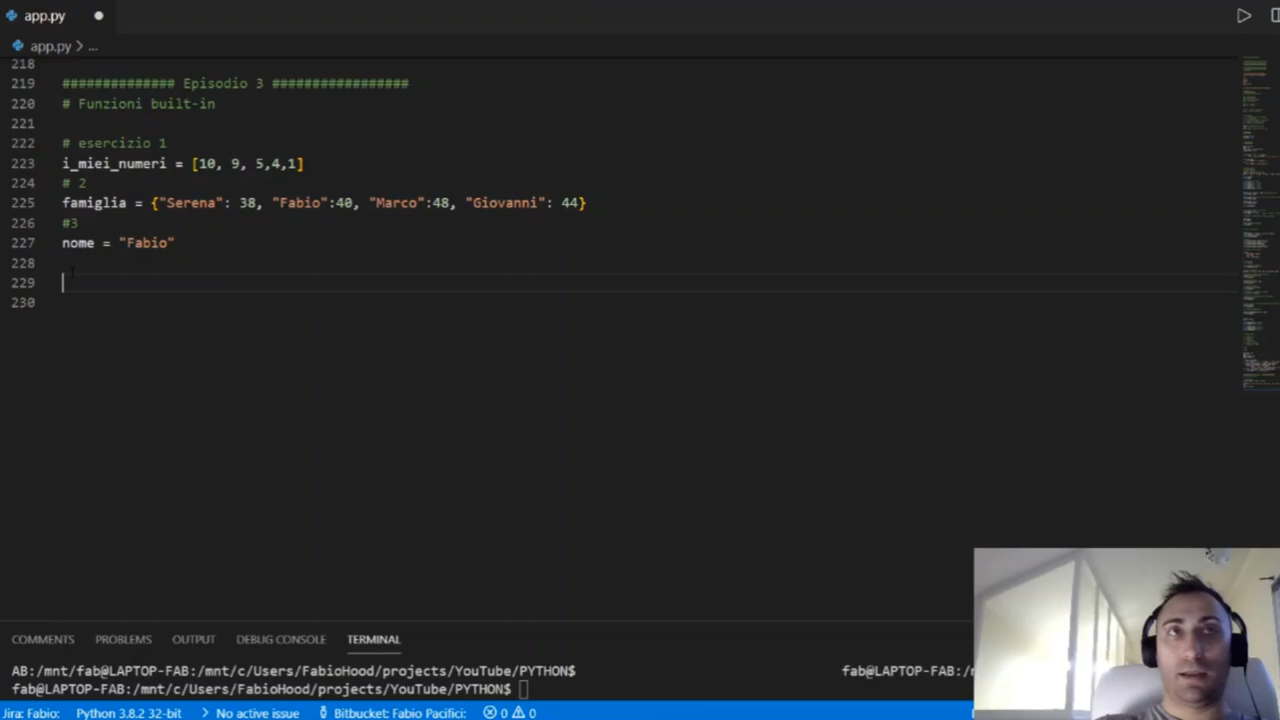 app.py
app.py > ...
218
219 ############## Episodio 3 #################
220 # Funzioni built-in
221
222 # esercizio 1
223 i_miei_numeri = [10, 9, 5,4,1]
224 # 2
225 famiglia = {"Serena": 38, "Fabio":40, "Marco":48, "Giovanni": 44}
226 #3
227 nome = "Fabio"
228
229
230
COMMENTS PROBLEMS OUTPUT DEBUG CONSOLE TERMINAL
AB:/mnt/fab@LAPTOP-FAB:/mnt/c/Users/FabioHood/projects/YouTube/PYTHON$ fab@LAPTOP-FAB:/
fab@LAPTOP-FAB:/mnt/c/Users/FabioHood/projects/YouTube/PYTHON$
Jira: Fabio: Python 3.8.2 32-bit > No active issue Bitbucket: Fabio Pacifici: 0 0